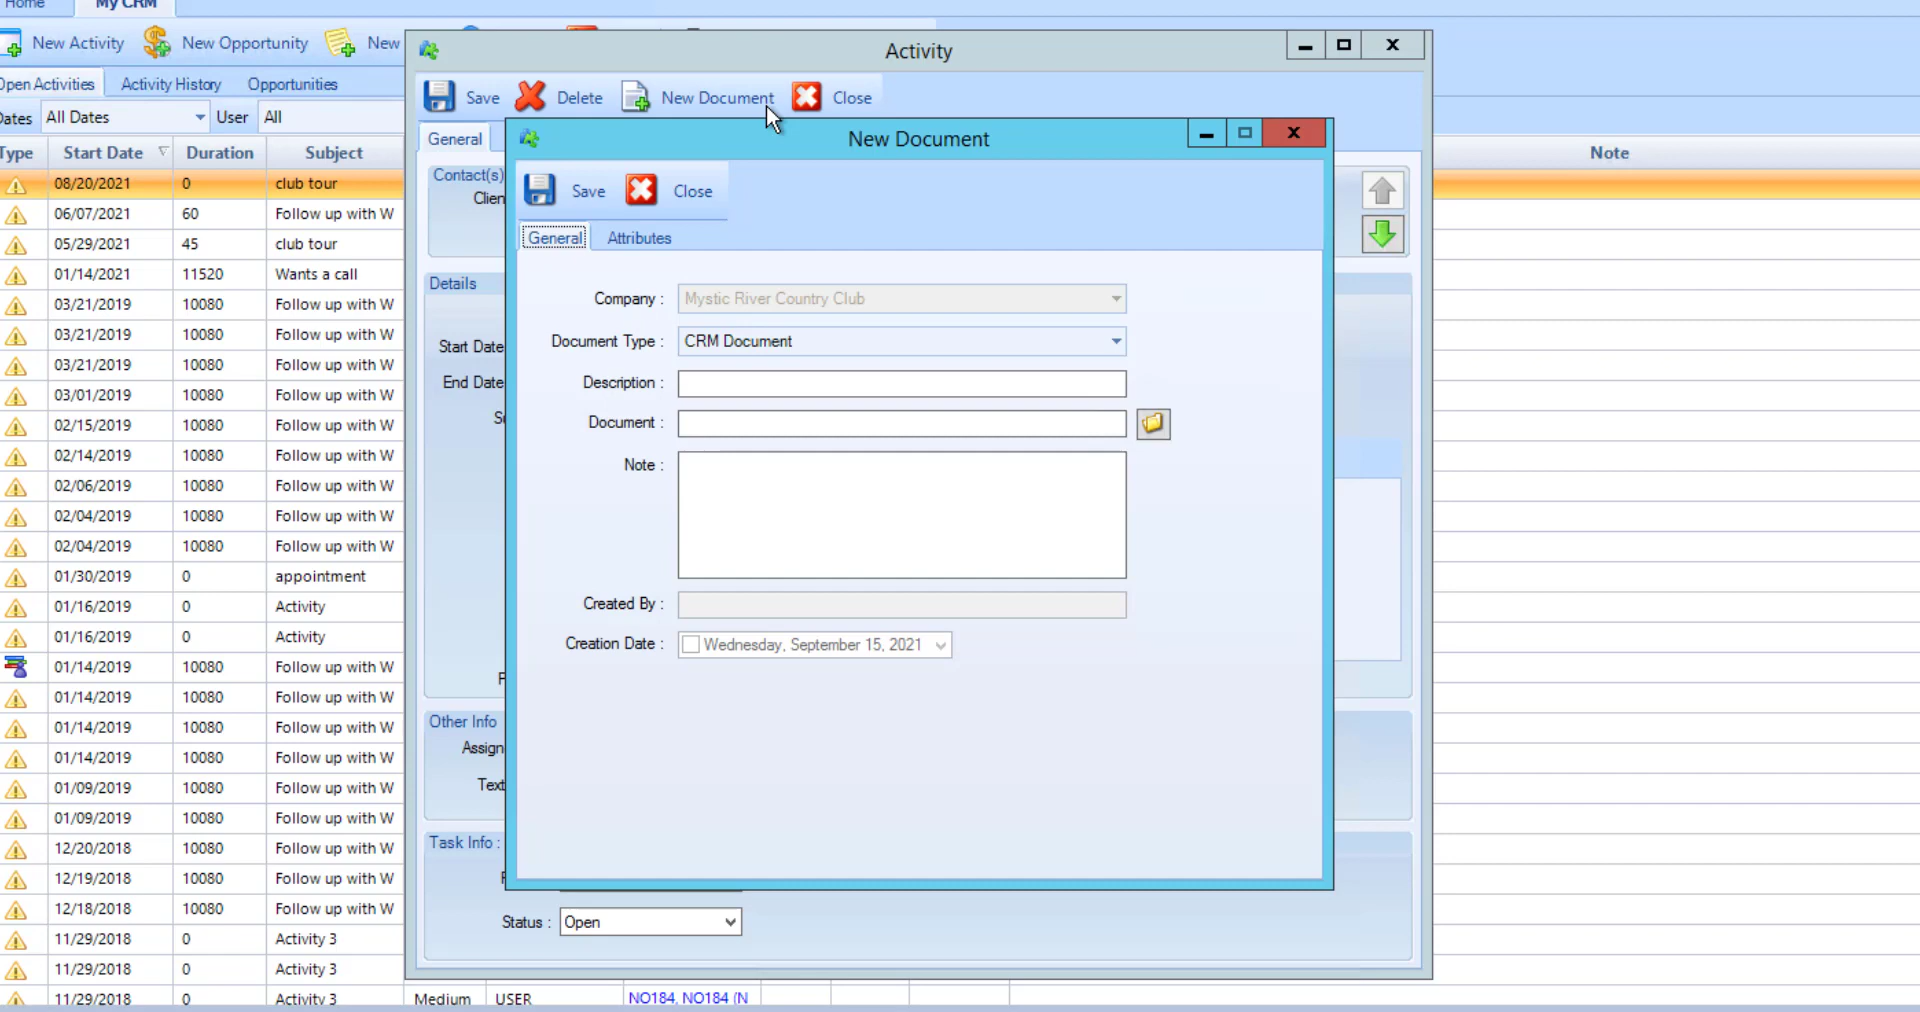 Home My CRM
New Activity New Opportunity New
Open Activities Activity History Opportunities
Dates All Dates User All
Type Start Date Duration Subject Note
08/20/2021 0 club tour
06/07/2021 60 Follow up with W
05/29/2021 45 club tour
01/14/2021 11520 Wants a call
03/21/2019 10080 Follow up with W
03/21/2019 10080 Follow up with W
03/21/2019 10080 Follow up with W
03/01/2019 10080 Follow up with W
02/15/2019 10080 Follow up with W
02/14/2019 10080 Follow up with W
02/06/2019 10080 Follow up with W
02/04/2019 10080 Follow up with W
02/04/2019 10080 Follow up with W
01/30/2019 0 appointment
01/16/2019 0 Activity
01/16/2019 0 Activity
01/14/2019 10080 Follow up with W
01/14/2019 10080 Follow up with W
01/14/2019 10080 Follow up with W
01/14/2019 10080 Follow up with W
01/09/2019 10080 Follow up with W
01/09/2019 10080 Follow up with W
12/20/2018 10080 Follow up with W
12/19/2018 10080 Follow up with W
12/18/2018 10080 Follow up with W
11/29/2018 0 Activity 3
11/29/2018 0 Activity 3
11/29/2018 0 Activity 3 Medium USER NO184, NO184 (N
Activity
Save Delete New Document Close
General
Contact(s)
Clien
Details
Start Date
End Date
Other Info
Assign
Text
Task Info :
Status : Open
New Document
Save Close
General Attributes
Company : Mystic River Country Club
Document Type : CRM Document
Description :
Document :
Note :
Created By :
Creation Date : Wednesday, September 15, 2021